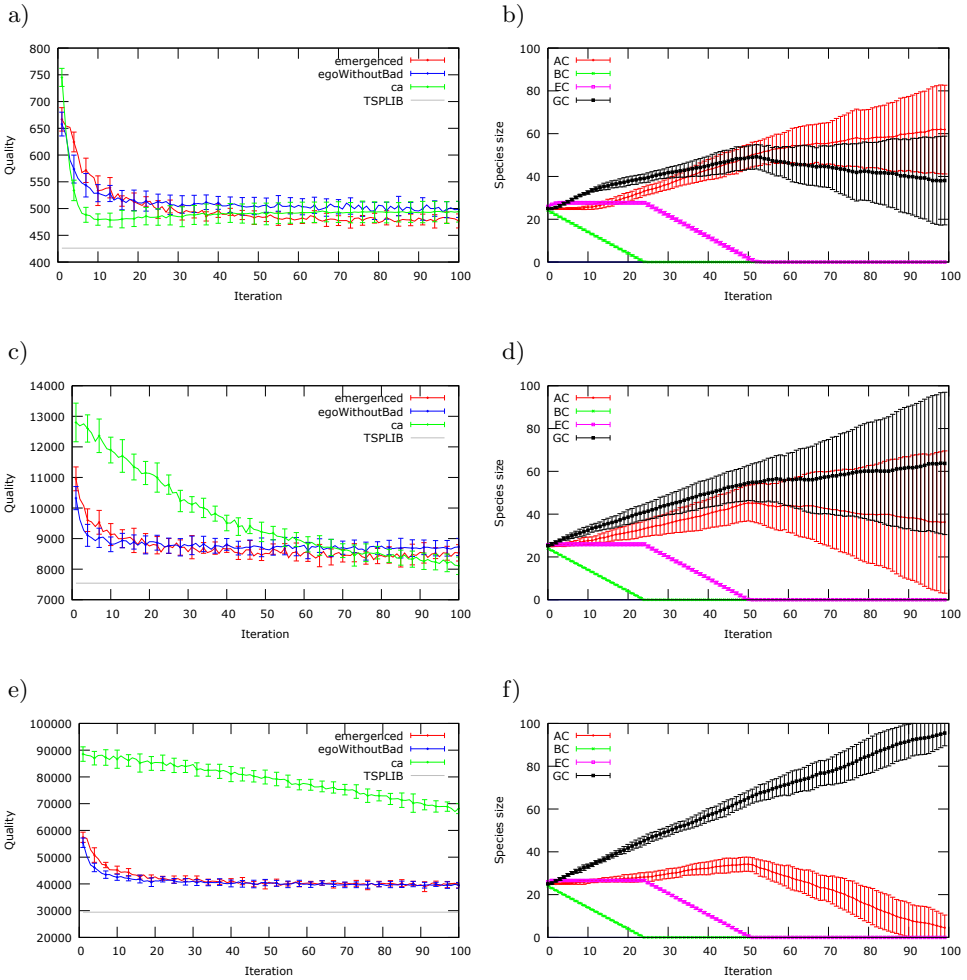 a)
800
750
700
650
600
550
500
450
400
Quality
emergenced
egoWithoutBad
ca
TSPLIB
0 10 20 30 40 50 60 70 80 90 100
Iteration
b)
100
80
60
40
20
0
Species size
AC
BC
EC
GC
0 10 20 30 40 50 60 70 80 90 100
Iteration
c)
14000
13000
12000
11000
10000
9000
8000
7000
Quality
emergenced
egoWithoutBad
ca
TSPLIB
0 10 20 30 40 50 60 70 80 90 100
Iteration
d)
100
80
60
40
20
0
Species size
AC
BC
EC
GC
0 10 20 30 40 50 60 70 80 90 100
Iteration
e)
100000
90000
80000
70000
60000
50000
40000
30000
20000
Quality
emergenced
egoWithoutBad
ca
TSPLIB
0 10 20 30 40 50 60 70 80 90 100
Iteration
f)
100
80
60
40
20
0
Species size
AC
BC
EC
GC
0 10 20 30 40 50 60 70 80 90 100
Iteration